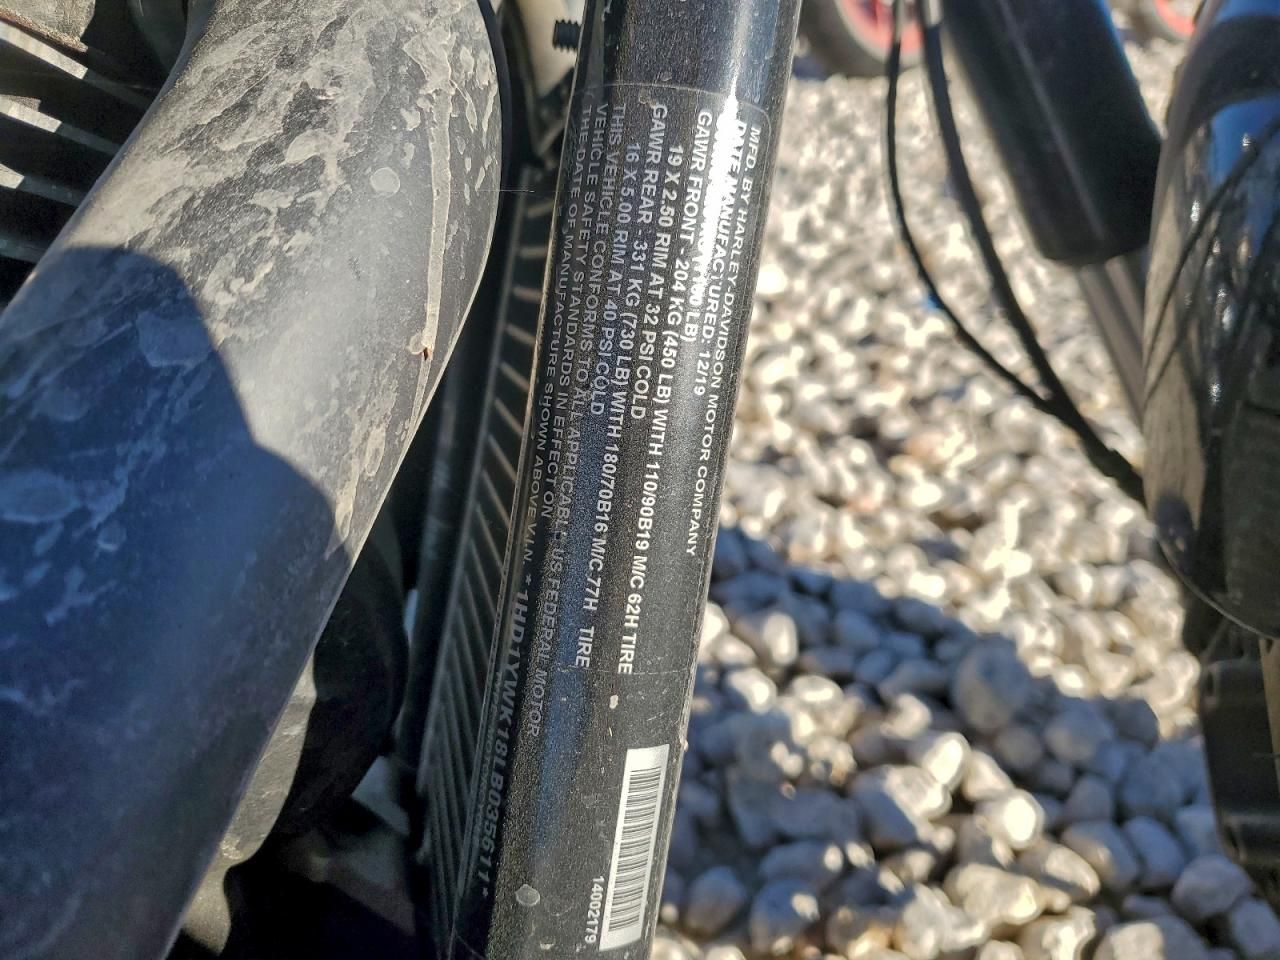 MFD. BY HARLEY-DAVIDSON MOTOR COMPANY
DATE MANUFACTURED: 12/19
GAWR FRONT - 204 KG (450 LB) WITH 110/90B19 M/C 62H TIRE
19 X 2.50 RIM AT 32 PSI COLD
GAWR REAR - 331 KG (730 LB) WITH 180/70B16 M/C 77H TIRE
16 X 5.00 RIM AT 40 PSI COLD
THIS VEHICLE CONFORMS TO ALL APPLICABLE US FEDERAL MOTOR
VEHICLE SAFETY STANDARDS IN EFFECT ON
THE DATE OF MANUFACTURE SHOWN ABOVE V.I.N. * 1HD1YWK18LB035611*
14002179